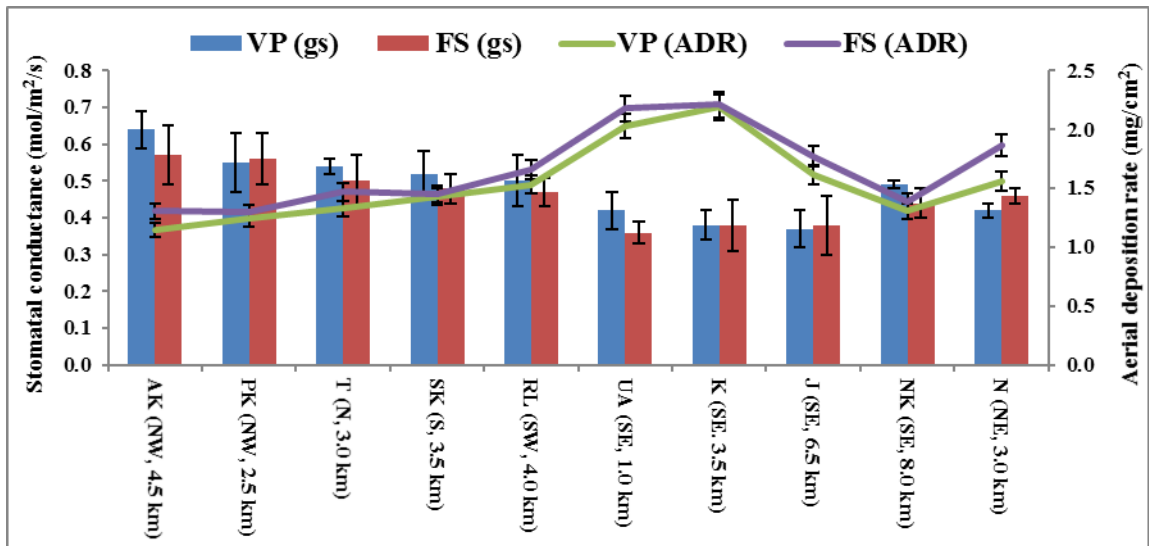 VP (gs) FS (gs) VP (ADR) FS (ADR)
Stomatal conductance (mol/m²/s)
0.8
0.7
0.6
0.5
0.4
0.3
0.2
0.1
0.0
2.5
2.0
1.5
1.0
0.5
0.0
Aerial deposition rate (mg/cm²)
AK (NW, 4.5 km)
PK (NW, 2.5 km)
T (N, 3.0 km)
SK (S, 3.5 km)
RL (SW, 4.0 km)
UA (SE, 1.0 km)
K (SE. 3.5 km)
J (SE, 6.5 km)
NK (SE, 8.0 km)
N (NE, 3.0 km)